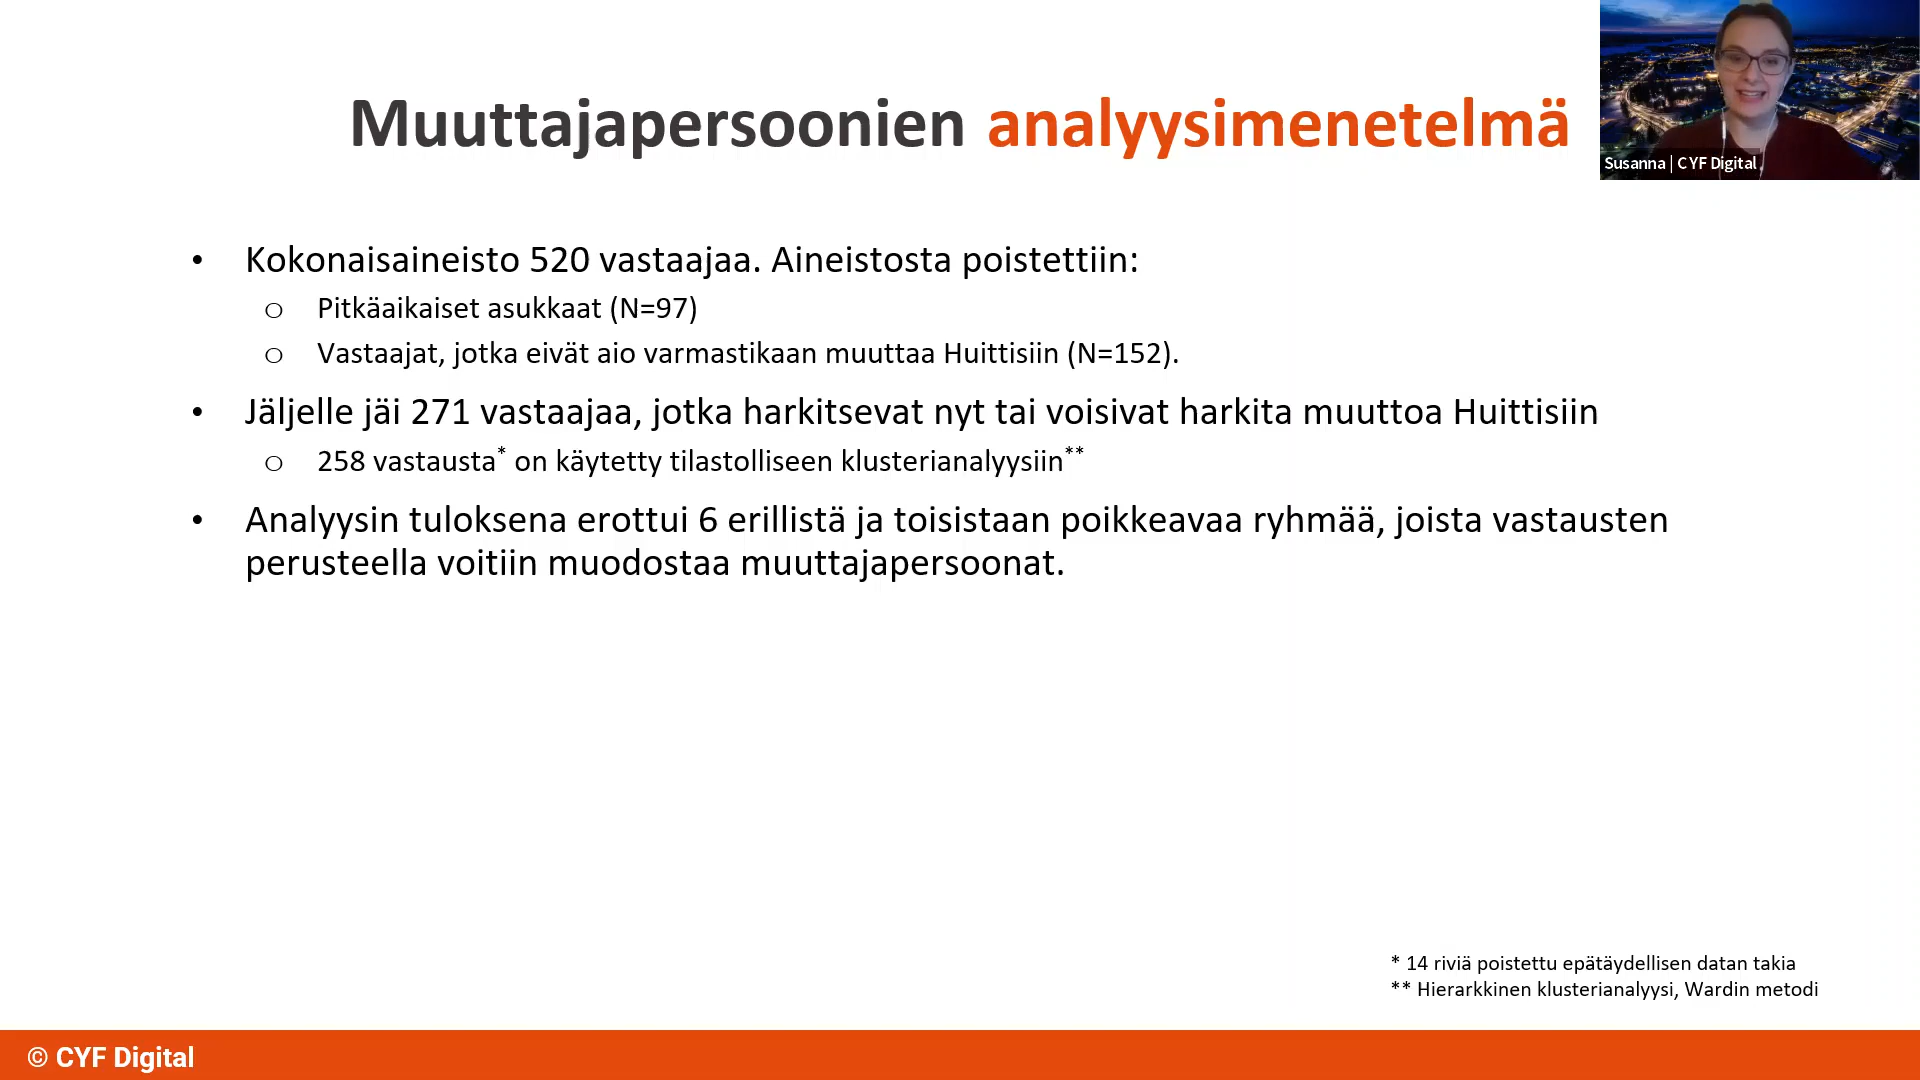 Muuttajapersoonien analyysimenetelmä
Susanna | CYF Digital
• Kokonaisaineisto 520 vastaajaa. Aineistosta poistettiin:
o Pitkäaikaiset asukkaat (N=97)
o Vastaajat, jotka eivät aio varmastikaan muuttaa Huittisiin (N=152).
• Jäljelle jäi 271 vastaajaa, jotka harkitsevat nyt tai voisivat harkita muuttoa Huittisiin
o 258 vastausta* on käytetty tilastolliseen klusterianalyysiin**
• Analyysin tuloksena erottui 6 erillistä ja toisistaan poikkeavaa ryhmää, joista vastausten
perusteella voitiin muodostaa muuttajapersoonat.
* 14 riviä poistettu epätäydellisen datan takia
** Hierarkkinen klusterianalyysi, Wardin metodi
© CYF Digital